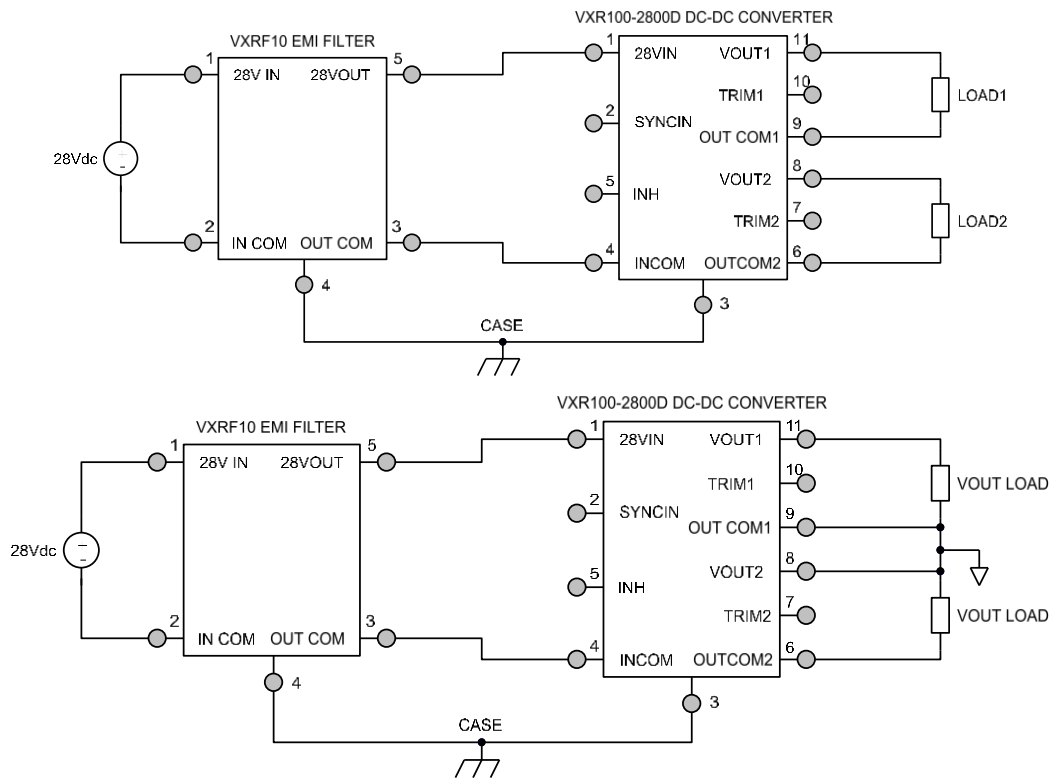 VXR100-2800D DC-DC CONVERTER
VXRF10 EMI FILTER
1 28V IN 28VOUT 5
1 28VIN VOUT1 11
TRIM1 10
LOAD1
2 SYNCIN
OUT COM1 9
28Vdc
-
VOUT2 8
5 INH
TRIM2 7
LOAD2
2 IN COM OUT COM 3
4 INCOM OUTCOM2 6
4
3
CASE
VXR100-2800D DC-DC CONVERTER
VXRF10 EMI FILTER
1 28V IN 28VOUT 5
1 28VIN VOUT1 11
TRIM1 10
VOUT LOAD
2 SYNCIN
OUT COM1 9
28Vdc
-
VOUT2 8
5 INH
TRIM2 7
VOUT LOAD
2 IN COM OUT COM 3
4 INCOM OUTCOM2 6
4
3
CASE